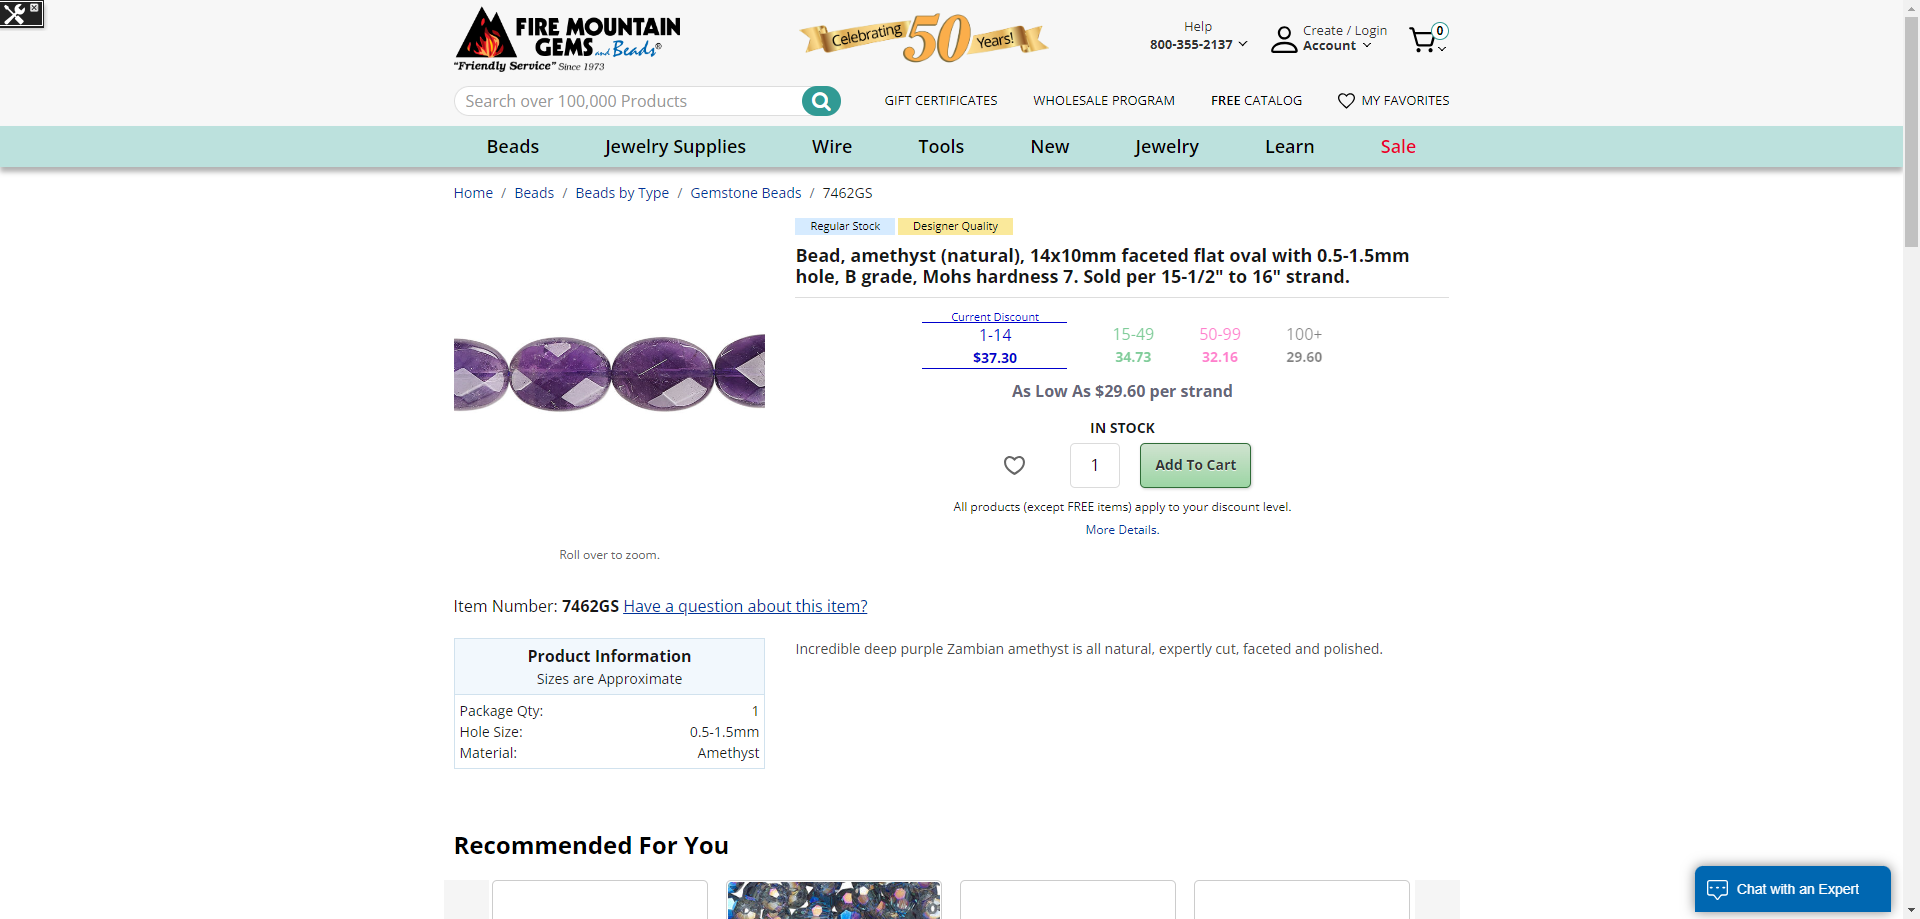 FIRE MOUNTAIN
GEMS and Beads®
"Friendly Service" Since 1973
Celebrating 50 Years!
Help
800-355-2137
Create / Login
Account
0
Search over 100,000 Products
GIFT CERTIFICATES
WHOLESALE PROGRAM
FREE CATALOG
MY FAVORITES
Beads
Jewelry Supplies
Wire
Tools
New
Jewelry
Learn
Sale
Home / Beads / Beads by Type / Gemstone Beads / 7462GS
Regular Stock
Designer Quality
Bead, amethyst (natural), 14x10mm faceted flat oval with 0.5-1.5mm
hole, B grade, Mohs hardness 7. Sold per 15-1/2" to 16" strand.
Current Discount
1-14 15-49 50-99 100+
$37.30 34.73 32.16 29.60
As Low As $29.60 per strand
IN STOCK
1
Add To Cart
All products (except FREE items) apply to your discount level.
More Details.
Roll over to zoom.
Item Number: 7462GS Have a question about this item?
Product Information
Sizes are Approximate
Package Qty: 1
Hole Size: 0.5-1.5mm
Material: Amethyst
Incredible deep purple Zambian amethyst is all natural, expertly cut, faceted and polished.
Recommended For You
Chat with an Expert